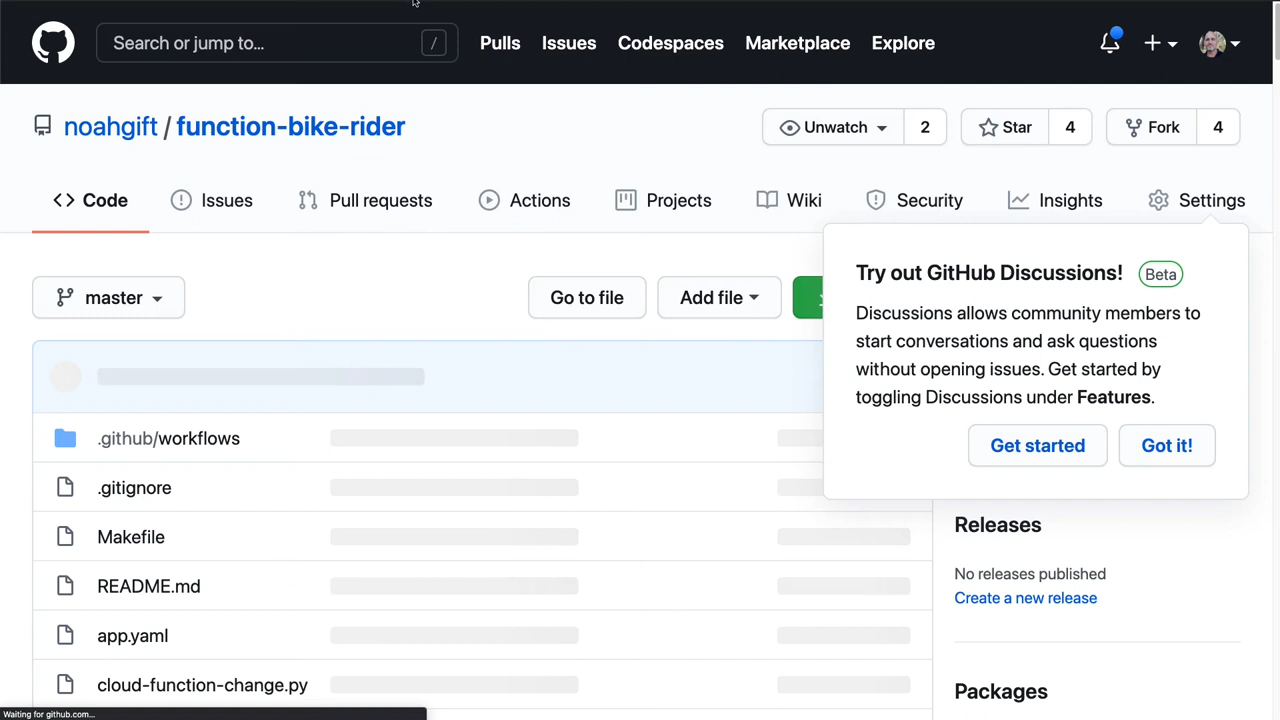 Search or jump to... /
Pulls Issues Codespaces Marketplace Explore
noahgift / function-bike-rider
Unwatch 2 Star 4 Fork 4
Code Issues Pull requests Actions Projects Wiki Security Insights Settings
Try out GitHub Discussions! Beta
Discussions allows community members to
start conversations and ask questions
without opening issues. Get started by
toggling Discussions under Features.
Get started Got it!
master Go to file Add file
.github/workflows
.gitignore
Makefile
README.md
app.yaml
cloud-function-change.py
Releases
No releases published
Create a new release
Packages
Waiting for github.com...